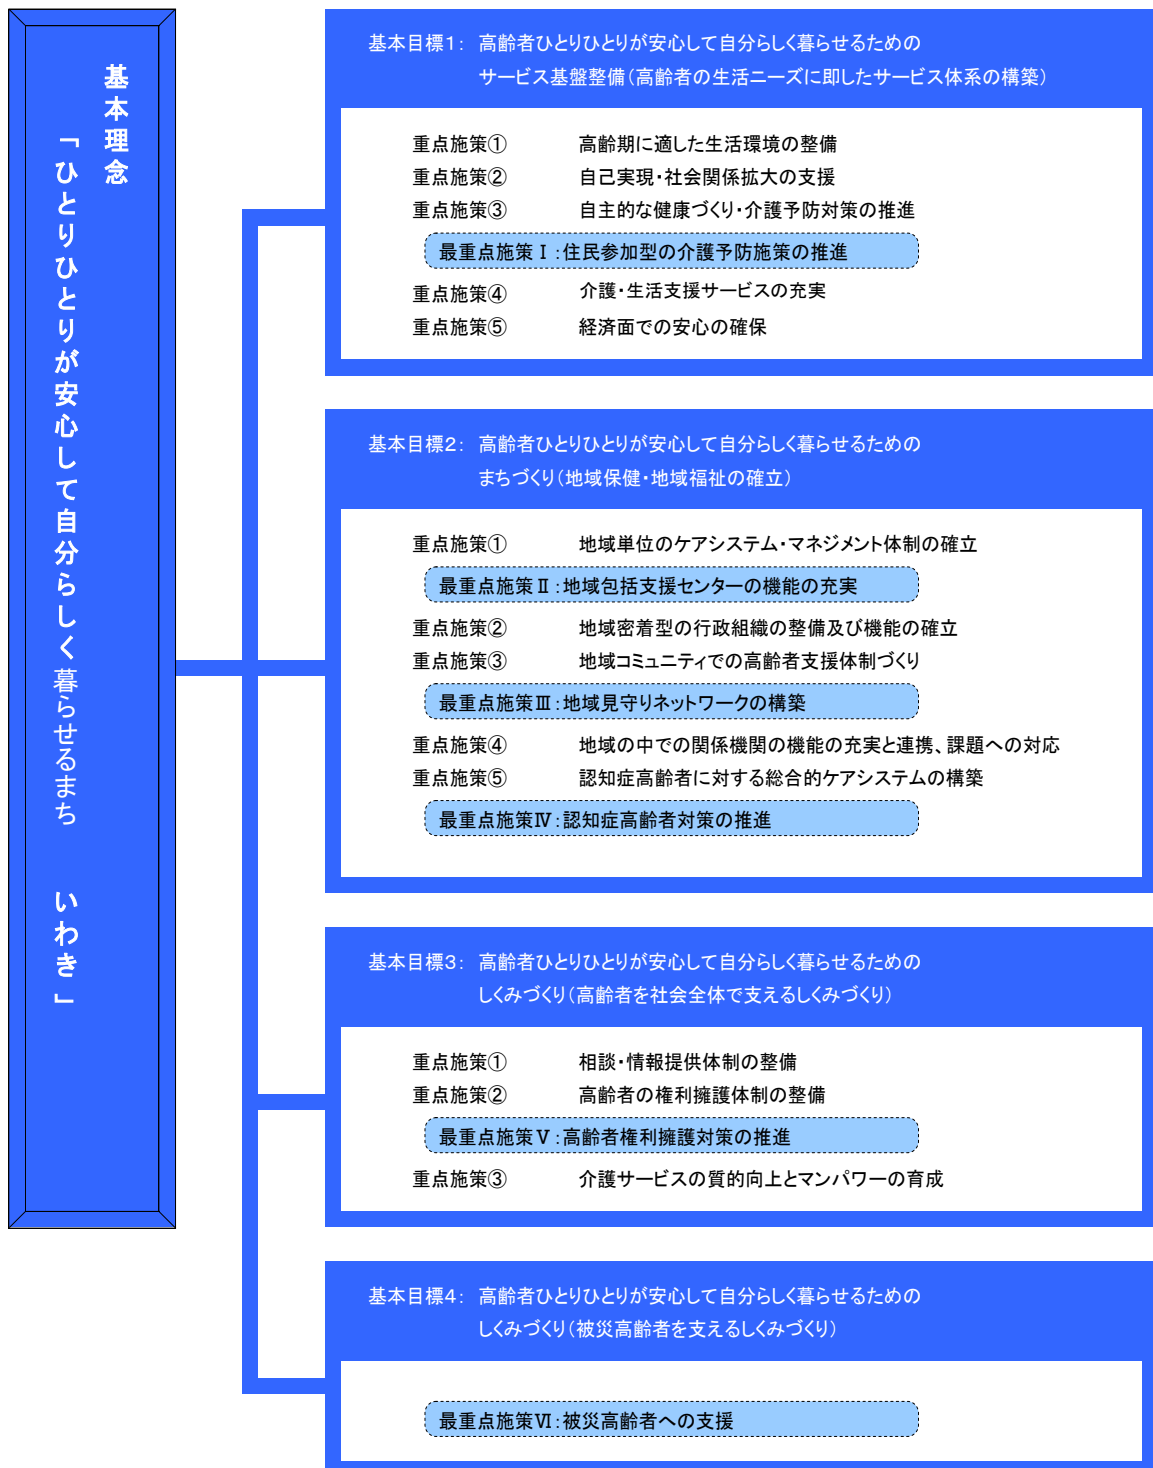 基本理念
「ひとりひとりが安心して自分らしく暮らせるまち　いわき」
基本目標1：　高齢者ひとりひとりが安心して自分らしく暮らせるための
サービス基盤整備（高齢者の生活ニーズに即したサービス体系の構築）
重点施策①　高齢期に適した生活環境の整備
重点施策②　自己実現・社会関係拡大の支援
重点施策③　自主的な健康づくり・介護予防対策の推進
最重点施策Ⅰ：住民参加型の介護予防施策の推進
重点施策④　介護・生活支援サービスの充実
重点施策⑤　経済面での安心の確保
基本目標2：　高齢者ひとりひとりが安心して自分らしく暮らせるための
まちづくり（地域保健・地域福祉の確立）
重点施策①　地域単位のケアシステム・マネジメント体制の確立
最重点施策Ⅱ：地域包括支援センターの機能の充実
重点施策②　地域密着型の行政組織の整備及び機能の確立
重点施策③　地域コミュニティでの高齢者支援体制づくり
最重点施策Ⅲ：地域見守りネットワークの構築
重点施策④　地域の中での関係機関の機能の充実と連携、課題への対応
重点施策⑤　認知症高齢者に対する総合的ケアシステムの構築
最重点施策Ⅳ：認知症高齢者対策の推進
基本目標3：　高齢者ひとりひとりが安心して自分らしく暮らせるための
しくみづくり（高齢者を社会全体で支えるしくみづくり）
重点施策①　相談・情報提供体制の整備
重点施策②　高齢者の権利擁護体制の整備
最重点施策Ⅴ：高齢者権利擁護対策の推進
重点施策③　介護サービスの質的向上とマンパワーの育成
基本目標4：　高齢者ひとりひとりが安心して自分らしく暮らせるための
しくみづくり（被災高齢者を支えるしくみづくり）
最重点施策Ⅵ：被災高齢者への支援